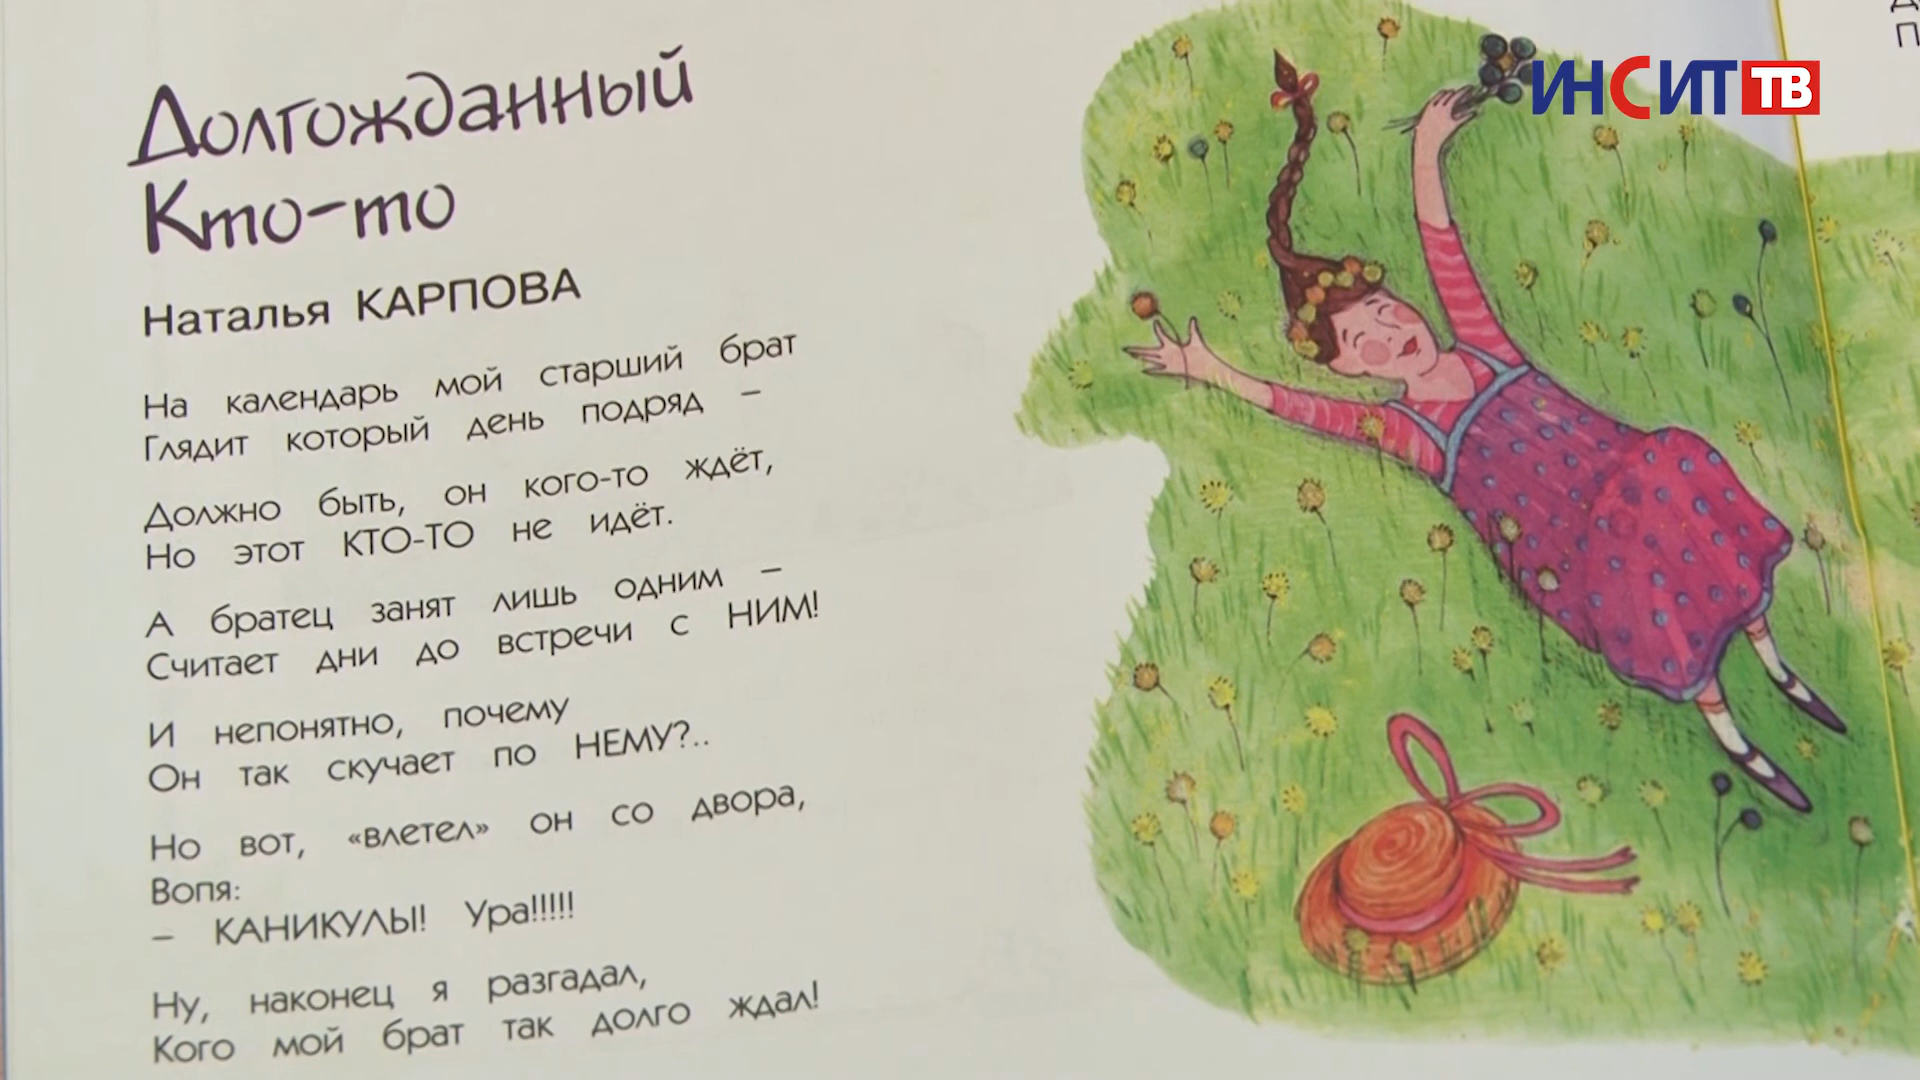 Долгожданный
Кто-то
Наталья КАРПОВА
На календарь мой старший брат
Глядит который день подряд –
Должно быть, он кого-то ждёт,
Но этот КТО-ТО не идёт.
А братец занят лишь одним –
Считает дни до встречи с НИМ!
И непонятно, почему
Он так скучает по НЕМУ?..
Но вот, «влетел» он со двора,
Вопя:
– КАНИКУЛЫ! Ура!!!!!
Ну, наконец я разгадал,
Кого мой брат так долго ждал!
ИНСИТ ТВ